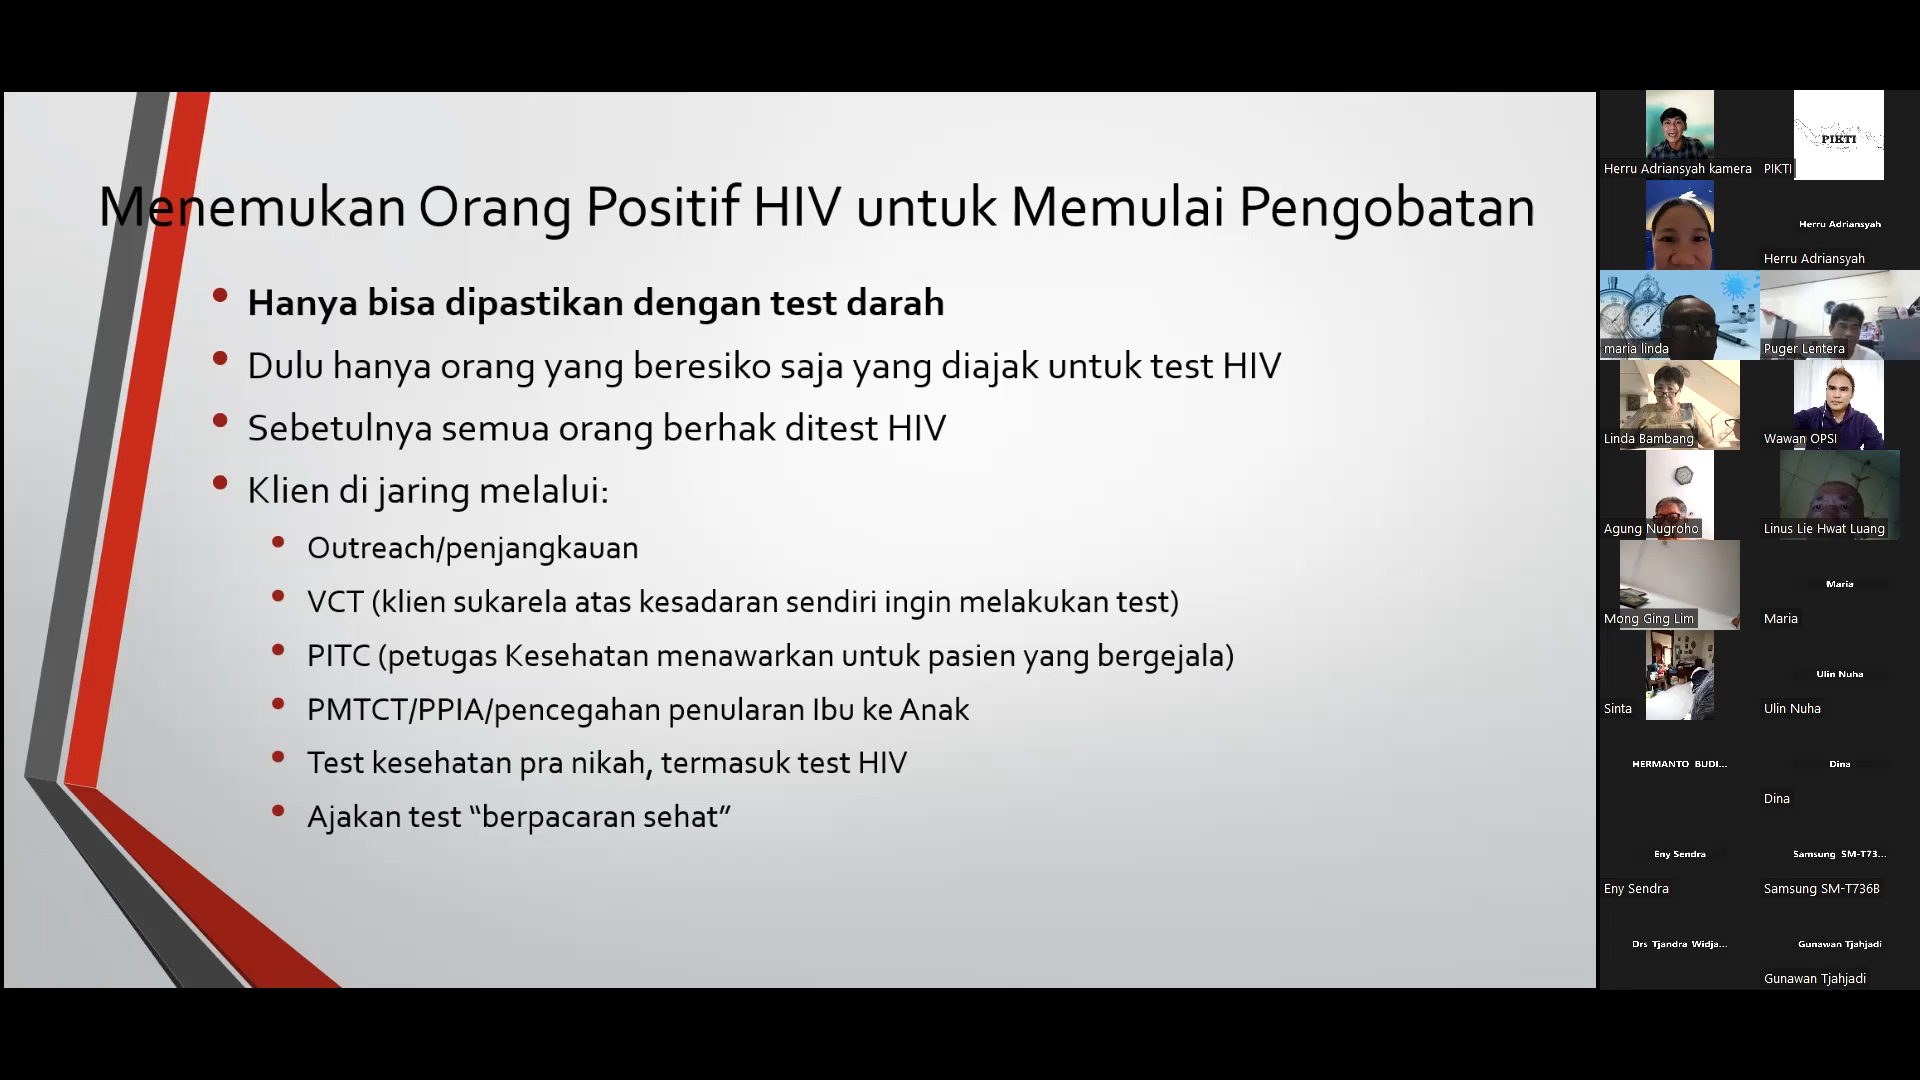 Menemukan Orang Positif HIV untuk Memulai Pengobatan
Hanya bisa dipastikan dengan test darah
Dulu hanya orang yang beresiko saja yang diajak untuk test HIV
Sebetulnya semua orang berhak ditest HIV
Klien di jaring melalui:
Outreach/penjangkauan
VCT (klien sukarela atas kesadaran sendiri ingin melakukan test)
PITC (petugas Kesehatan menawarkan untuk pasien yang bergejala)
PMTCT/PPIA/pencegahan penularan Ibu ke Anak
Test kesehatan pra nikah, termasuk test HIV
Ajakan test “berpacaran sehat”
Herru Adriansyah kamera
PIKTI
PIKTI
Herru Adriansyah
Herru Adriansyah
maria linda
Puger Lentera
Linda Bambang
Wawan OPSI
Agung Nugroho
Linus Lie Hwat Luang
Mong Ging Lim
Maria
Maria
Sinta
Ulin Nuha
Ulin Nuha
HERMANTO BUDI...
Dina
Dina
Eny Sendra
Eny Sendra
Samsung SM-T73...
Samsung SM-T736B
Drs Tjandra Widja...
Gunawan Tjahjadi
Gunawan Tjahjadi